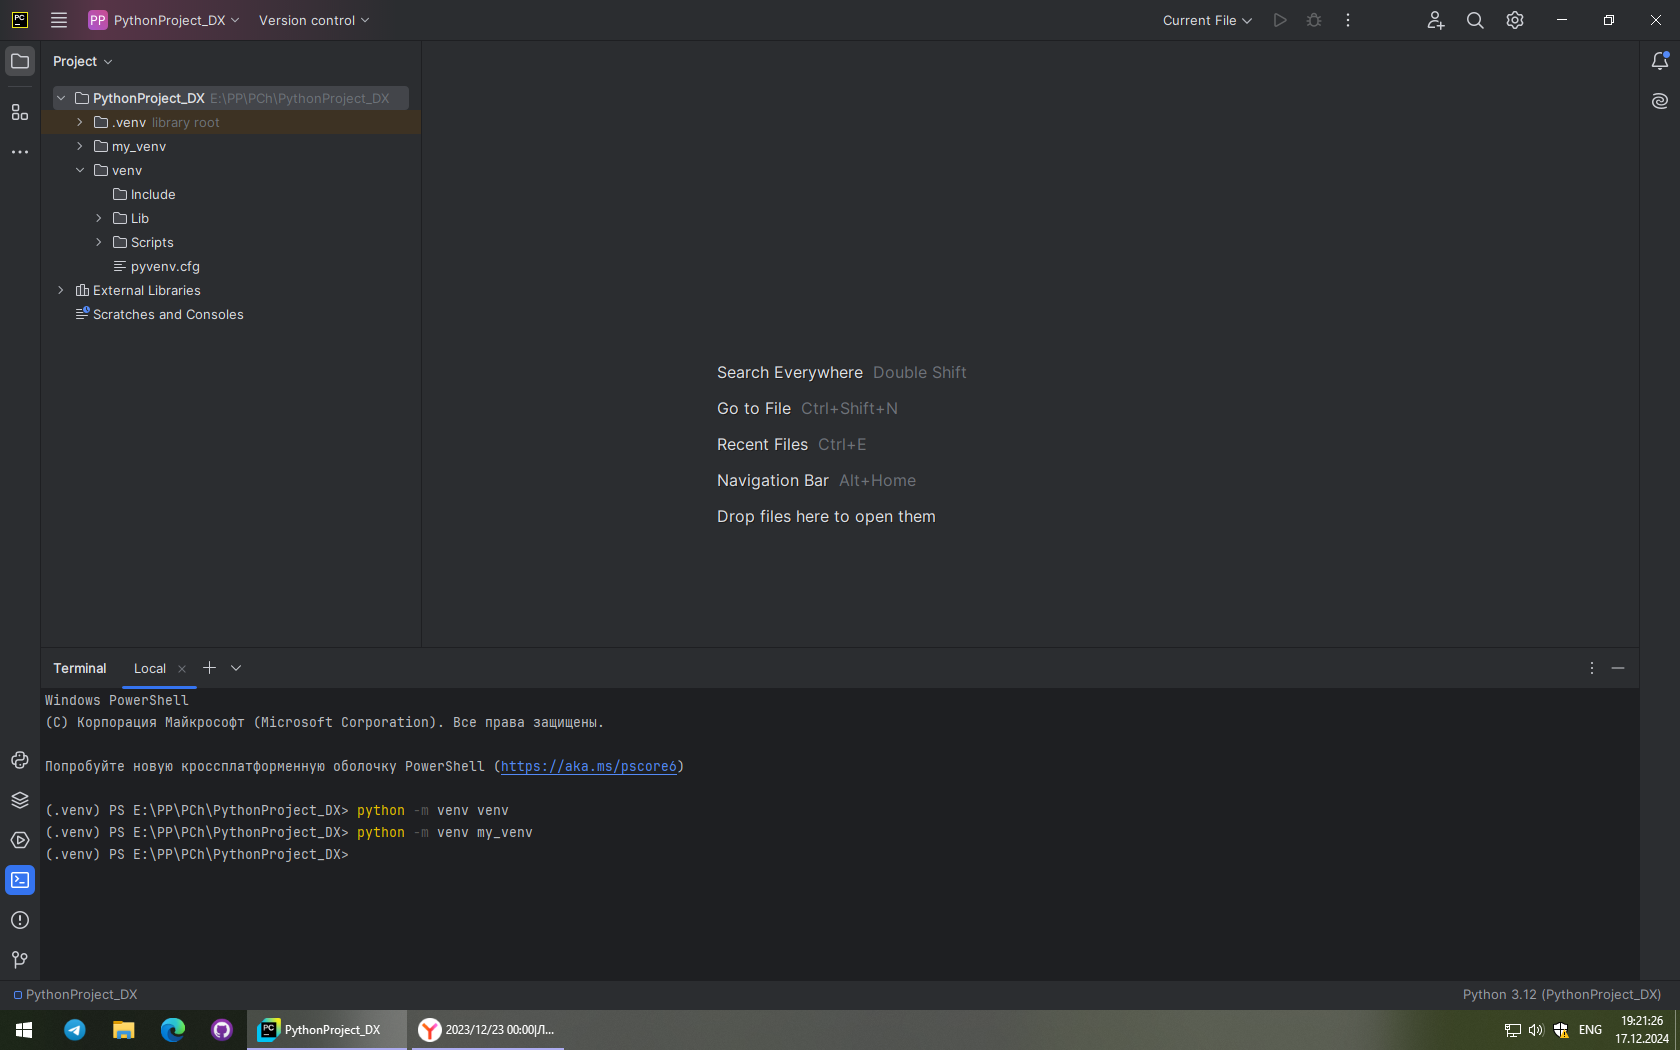 PC
PP PythonProject_DX Version control Current File
Project
PythonProject_DX E:\PP\PCh\PythonProject_DX
.venv library root
my_venv
venv
Include
Lib
Scripts
pyvenv.cfg
External Libraries
Scratches and Consoles
Search Everywhere Double Shift
Go to File Ctrl+Shift+N
Recent Files Ctrl+E
Navigation Bar Alt+Home
Drop files here to open them
Terminal Local
Windows PowerShell
(C) Корпорация Майкрософт (Microsoft Corporation). Все права защищены.
Попробуйте новую кроссплатформенную оболочку PowerShell (https://aka.ms/pscore6)
(.venv) PS E:\PP\PCh\PythonProject_DX> python -m venv venv
(.venv) PS E:\PP\PCh\PythonProject_DX> python -m venv my_venv
(.venv) PS E:\PP\PCh\PythonProject_DX>
PythonProject_DX Python 3.12 (PythonProject_DX)
PC PythonProject_DX 2023/12/23 00:00|Л... ENG 19:21:26
17.12.2024